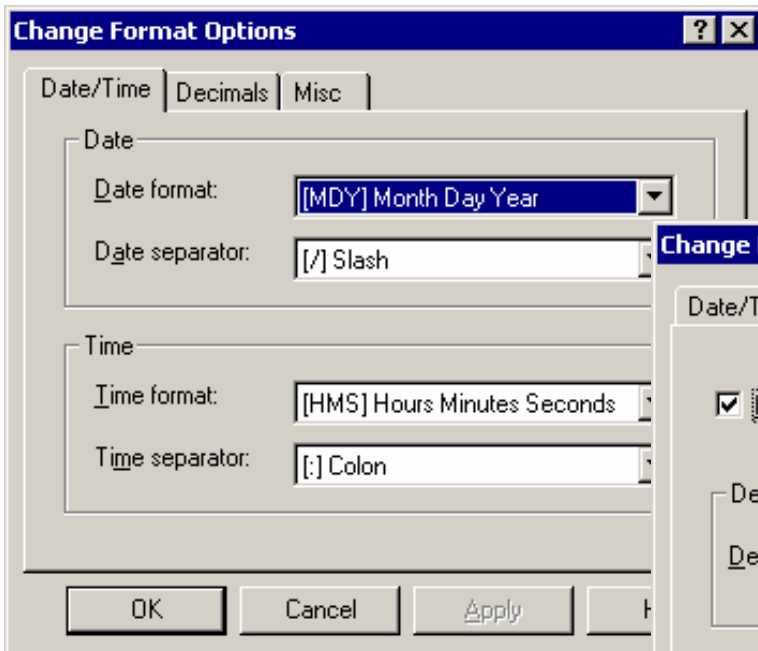 Change Format Options
Date/Time Decimals Misc
Date
Date format: [MDY] Month Day Year
Date separator: [/] Slash
Time
Time format: [HMS] Hours Minutes Seconds
Time separator: [:] Colon
OK Cancel Apply
Change
Date/T
De
De